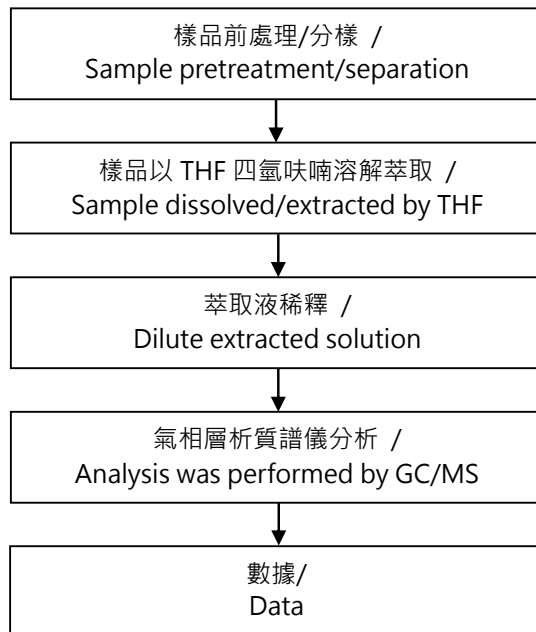 樣品前處理/分樣 /
Sample pretreatment/separation
樣品以 THF 四氫呋喃溶解萃取 /
Sample dissolved/extracted by THF
萃取液稀釋 /
Dilute extracted solution
氣相層析質譜儀分析 /
Analysis was performed by GC/MS
數據/
Data